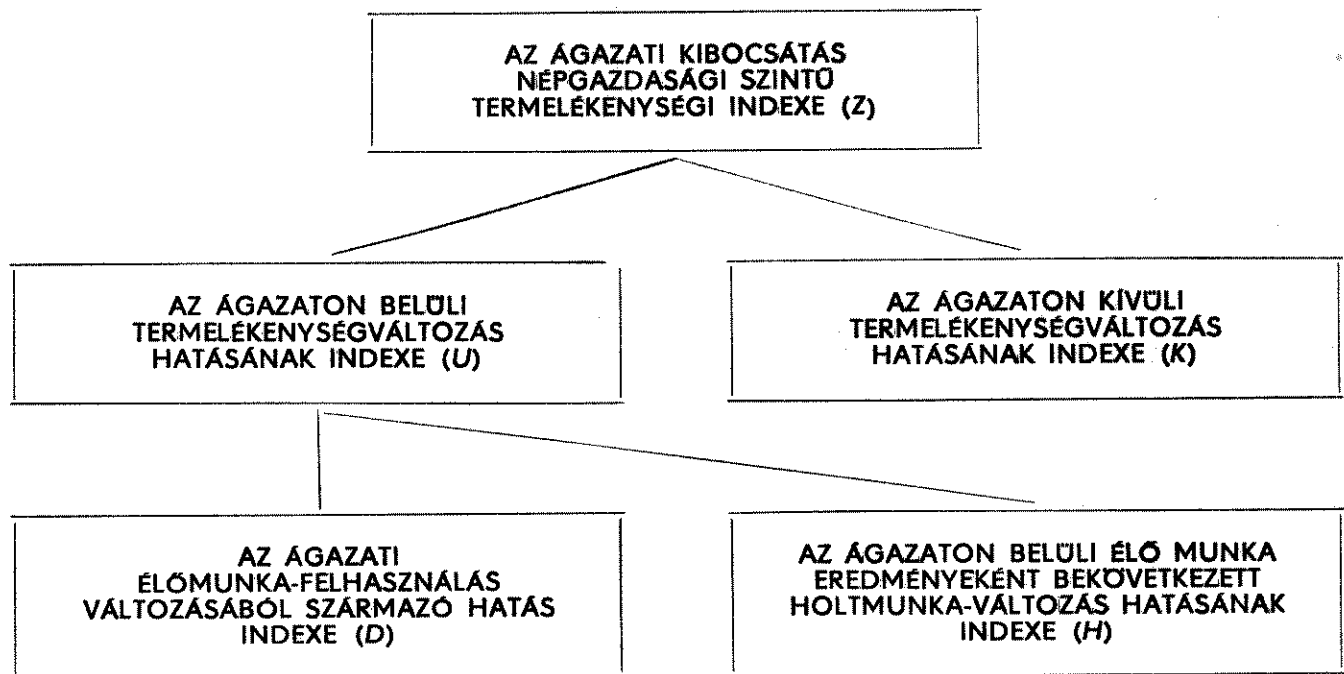 AZ ÁGAZATI KIBOCSÁTÁS
NÉPGAZDASÁGI SZINTŰ
TERMELÉKENYSÉGI INDEXE (Z)
AZ ÁGAZATON BELÜLI
TERMELÉKENYSÉGVÁLTOZÁS
HATÁSÁNAK INDEXE (U)
AZ ÁGAZATON KÍVÜLI
TERMELÉKENYSÉGVÁLTOZÁS
HATÁSÁNAK INDEXE (K)
AZ ÁGAZATI
ÉLŐMUNKA-FELHASZNÁLÁS
VÁLTOZÁSÁBÓL SZÁRMAZÓ HATÁS
INDEXE (D)
AZ ÁGAZATON BELÜLI ÉLŐ MUNKA
EREDMÉNYEKÉNT BEKÖVETKEZETT
HOLTMUNKA-VÁLTOZÁS HATÁSÁNAK
INDEXE (H)